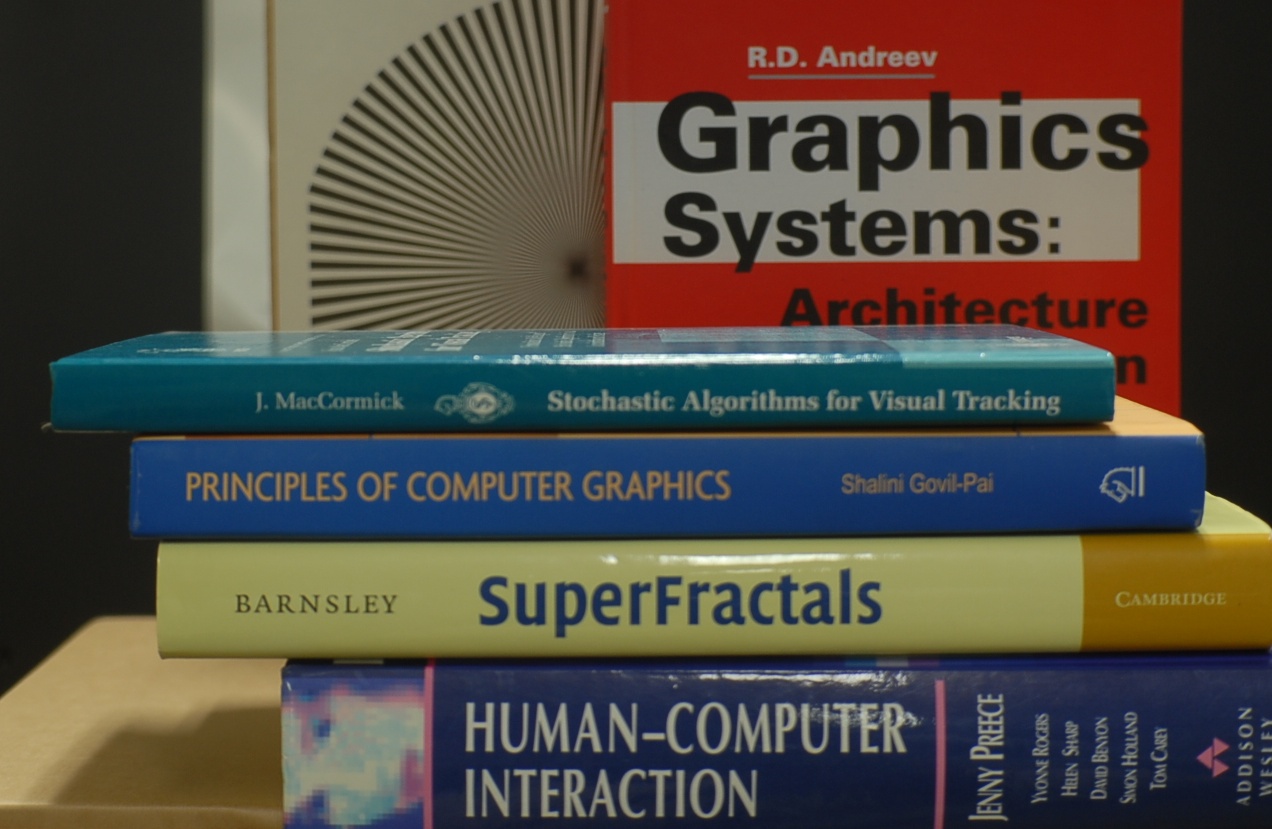 R.D. Andreev
Graphics
Systems:
Architecture
n
J. MacCormick
Stochastic Algorithms for Visual Tracking
PRINCIPLES OF COMPUTER GRAPHICS
Shalini Govil-Pai
BARNSLEY
SuperFractals
CAMBRIDGE
HUMAN–COMPUTER
INTERACTION
JENNY PREECE
YVONNE ROGERS
HELEN SHARP
DAVID BENYON
SIMON HOLLAND
TOM CAREY
ADDISON
WESLEY